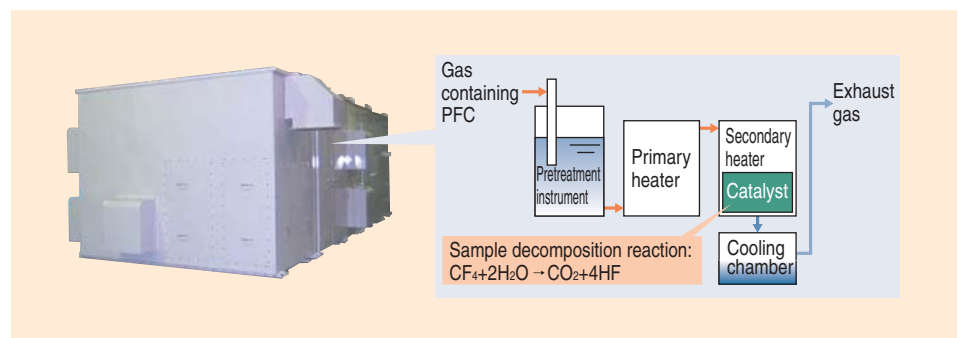 Gas
containing
PFC
Pretreatment
instrument
Primary
heater
Secondary
heater
Catalyst
Cooling
chamber
Exhaust
gas
Sample decomposition reaction:
CF₄+2H₂O→CO₂+4HF